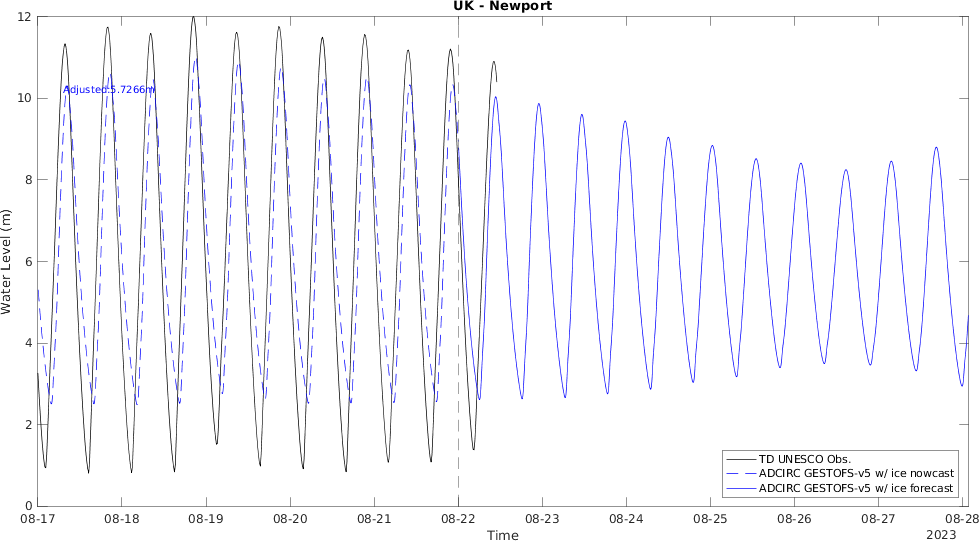 UK - Newport
12
10
8
6
4
2
0
Water Level (m)
Adjusted:5.7266m
TD UNESCO Obs.
ADCIRC GESTOFS-v5 w/ ice nowcast
ADCIRC GESTOFS-v5 w/ ice forecast
08-17 08-18 08-19 08-20 08-21 08-22 08-23 08-24 08-25 08-26 08-27 08-28
Time
2023